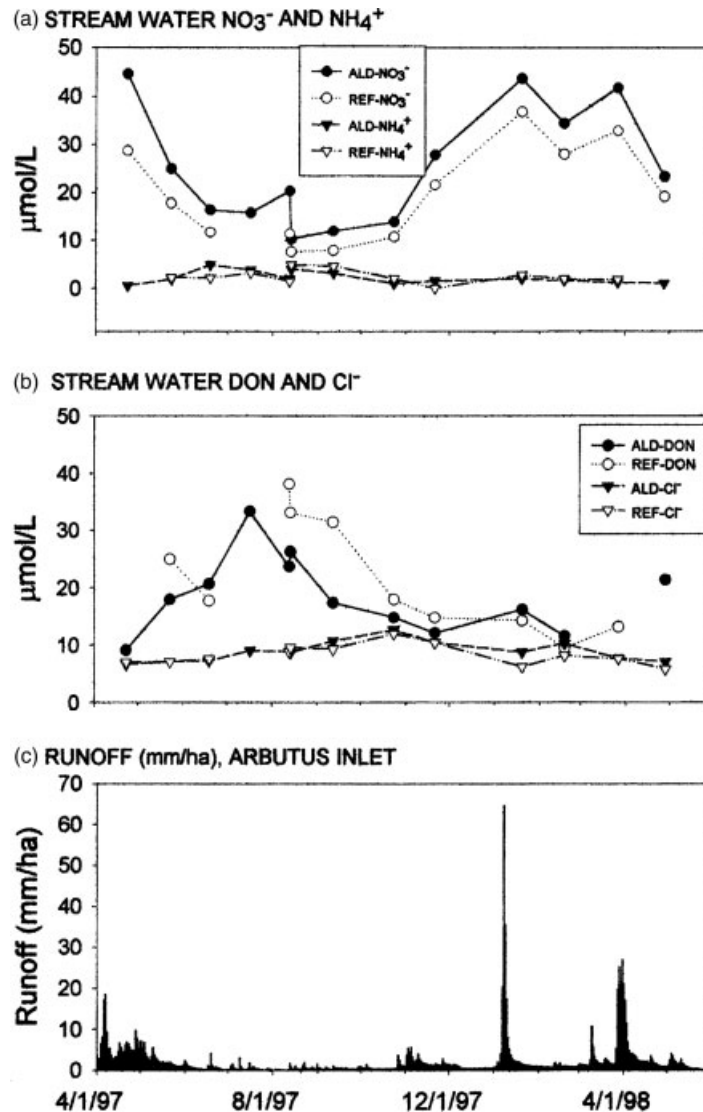 (a) STREAM WATER NO₃⁻ AND NH₄⁺
50
40
30
20
10
0
µmol/L
ALD-NO₃⁻
REF-NO₃⁻
ALD-NH₄⁺
REF-NH₄⁺
(b) STREAM WATER DON AND Cl⁻
50
40
30
20
10
0
µmol/L
ALD-DON
REF-DON
ALD-Cl⁻
REF-Cl⁻
(c) RUNOFF (mm/ha), ARBUTUS INLET
70
60
50
40
30
20
10
0
Runoff (mm/ha)
4/1/97 8/1/97 12/1/97 4/1/98